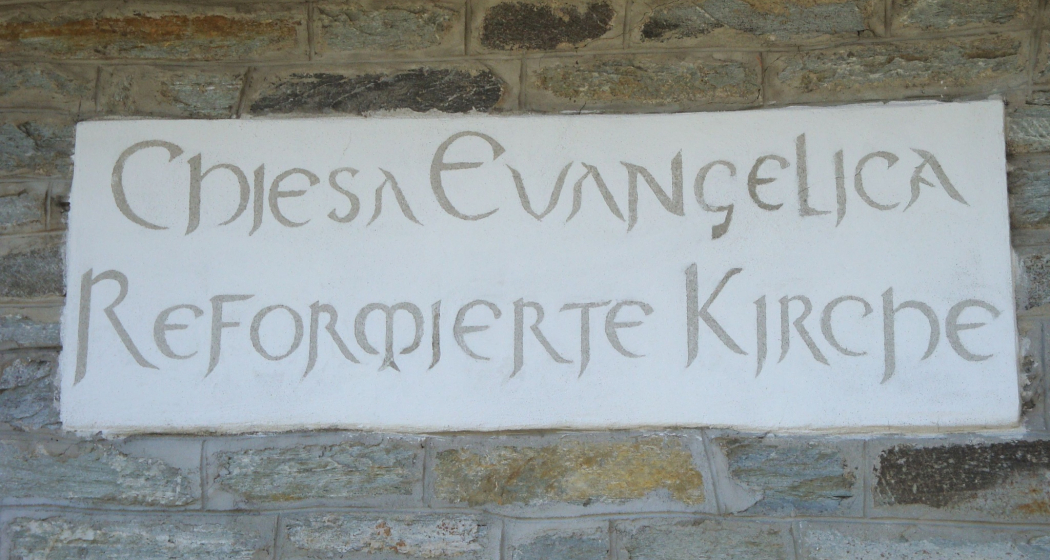 Chiesa Evangelica
Reformierte Kirche